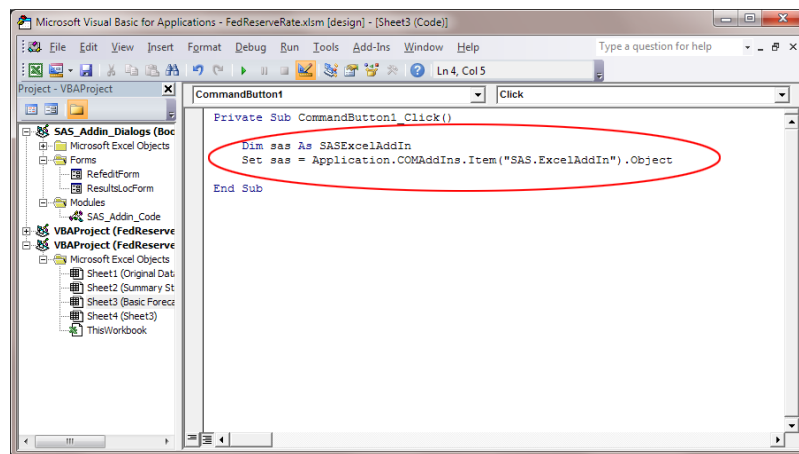 Microsoft Visual Basic for Applications - FedReserveRate.xlsm [design] - [Sheet3 (Code)]
File Edit View Insert Format Debug Run Tools Add-Ins Window Help Type a question for help
Ln 4, Col 5
Project - VBAProject
CommandButton1 Click
SAS_Addin_Dialogs (Boo
Microsoft Excel Objects
Forms
RefeditForm
ResultsLocForm
Modules
SAS_Addin_Code
VBAProject (FedReserve
VBAProject (FedReserve
Microsoft Excel Objects
Sheet1 (Original Data
Sheet2 (Summary St
Sheet3 (Basic Foreca
Sheet4 (Sheet3)
ThisWorkbook
Private Sub CommandButton1_Click()
Dim sas As SASExcelAddIn
Set sas = Application.COMAddIns.Item("SAS.ExcelAddIn").Object
End Sub